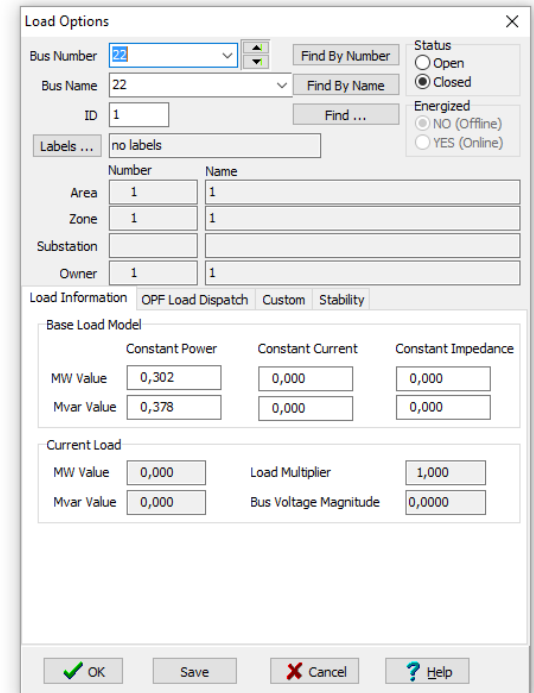 Load Options
Bus Number 22 Find By Number Status
Open
Bus Name 22 Find By Name Closed
ID 1 Find ... Energized
NO (Offline)
Labels ... no labels YES (Online)
Number Name
Area 1 1
Zone 1 1
Substation
Owner 1 1
Load Information OPF Load Dispatch Custom Stability
Base Load Model
Constant Power Constant Current Constant Impedance
MW Value 0,302 0,000 0,000
Mvar Value 0,378 0,000 0,000
Current Load
MW Value 0,000 Load Multiplier 1,000
Mvar Value 0,000 Bus Voltage Magnitude 0,0000
OK Save Cancel ? Help